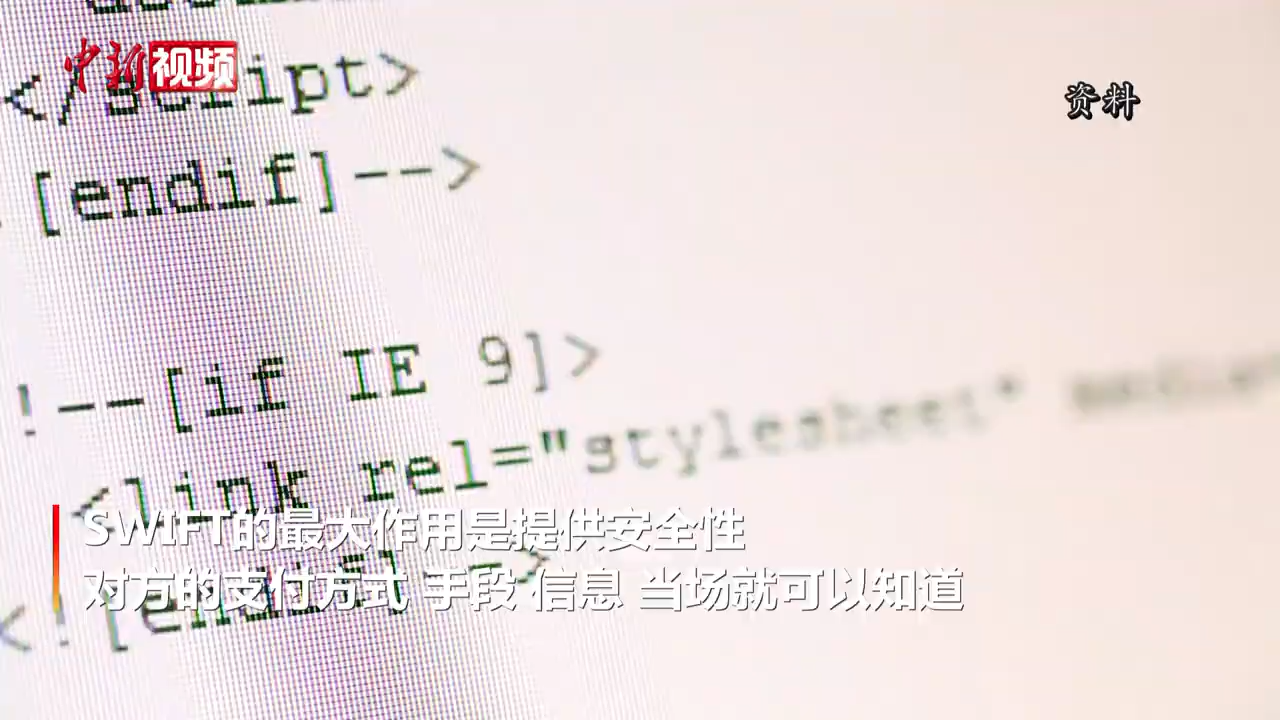 中新视频
资料
</script>
[endif]-->
!--[if IE 9]>
<link rel="stylesheet" media
SWIFT的最大作用是提供安全性
对方的支付方式 手段 信息 当场就可以知道
<![endif]-->